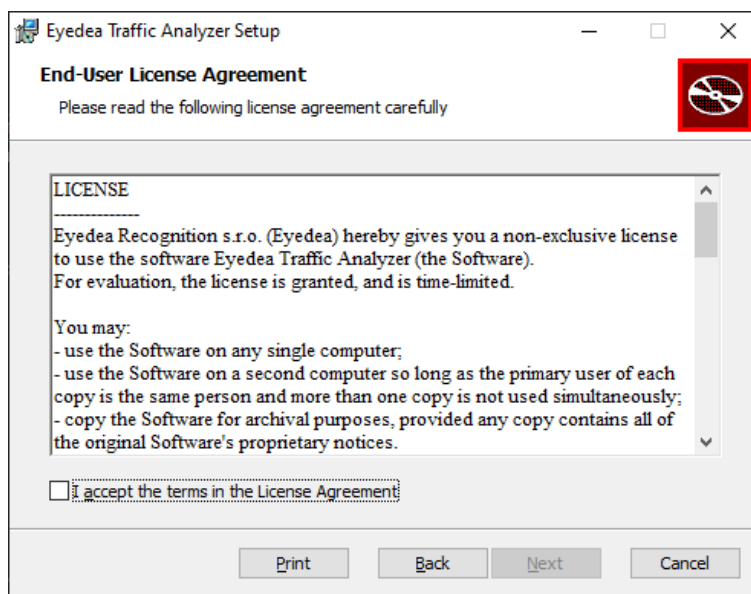 Eyedea Traffic Analyzer Setup
End-User License Agreement
Please read the following license agreement carefully
LICENSE
--------------
Eyedea Recognition s.r.o. (Eyedea) hereby gives you a non-exclusive license
to use the software Eyedea Traffic Analyzer (the Software).
For evaluation, the license is granted, and is time-limited.
You may:
- use the Software on any single computer;
- use the Software on a second computer so long as the primary user of each
copy is the same person and more than one copy is not used simultaneously;
- copy the Software for archival purposes, provided any copy contains all of
the original Software's proprietary notices.
I accept the terms in the License Agreement
Print Back Next Cancel